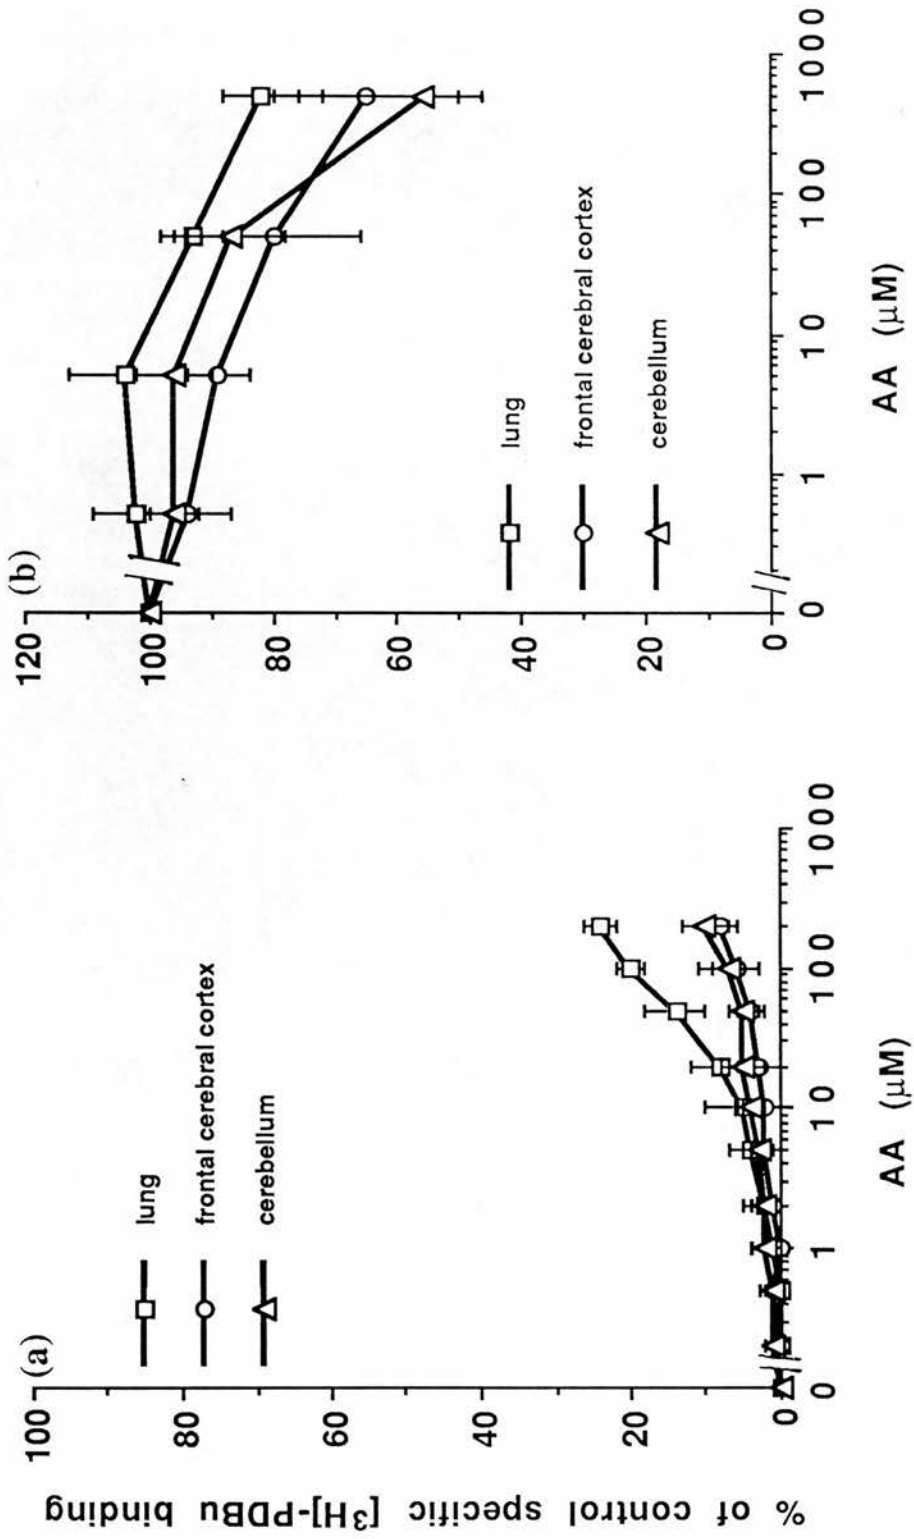 (a)
% of control specific [³H]-PDBu binding
100
80
60
40
20
0
lung
frontal cerebral cortex
cerebellum
0 1 10 100 1000
AA (µM)
(b)
120
100
80
60
40
20
0
lung
frontal cerebral cortex
cerebellum
0 1 10 100 1000
AA (µM)